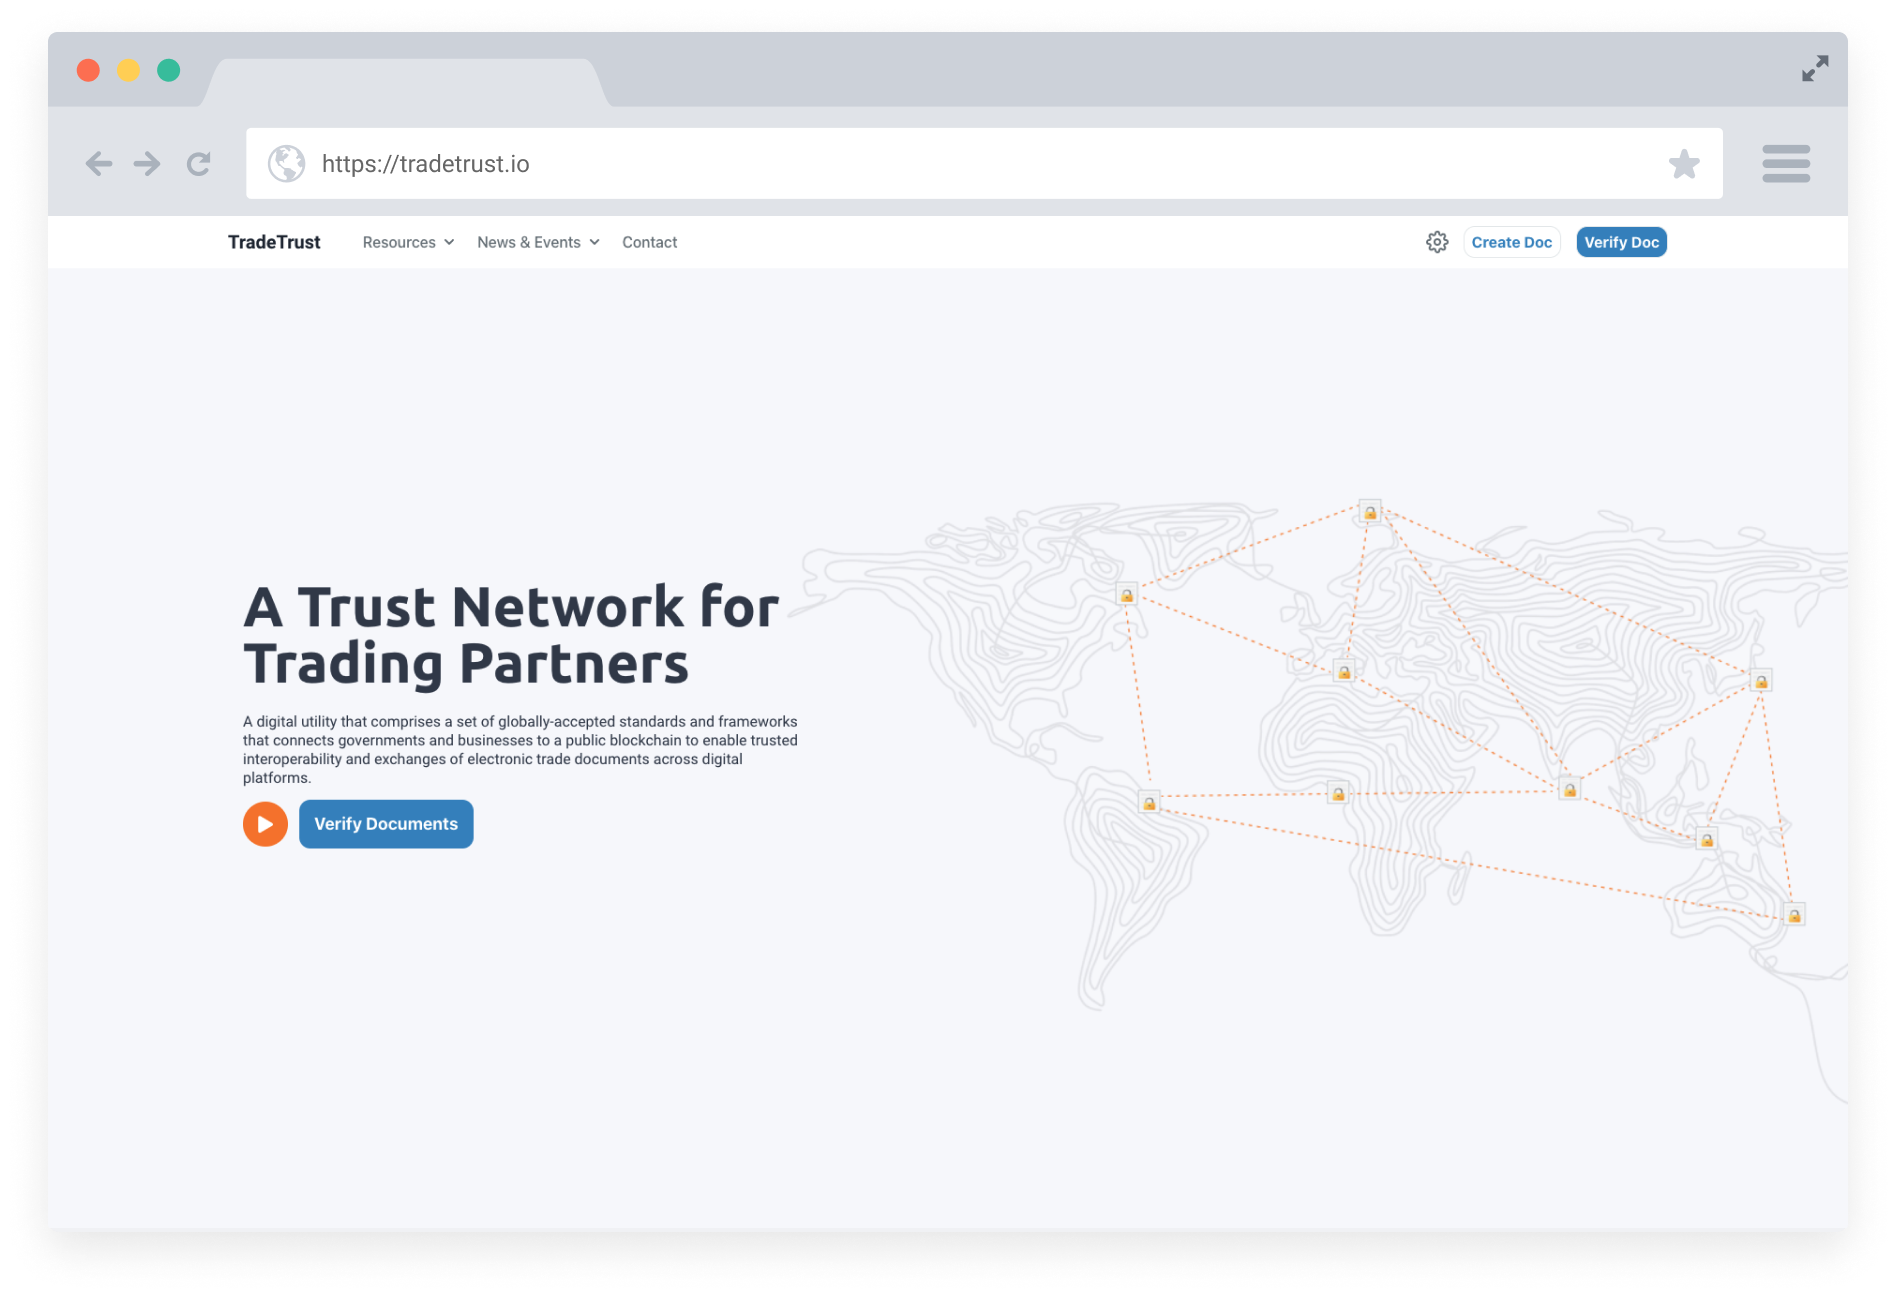 https://tradetrust.io
TradeTrust Resources News & Events Contact Create Doc Verify Doc
A Trust Network for
Trading Partners
A digital utility that comprises a set of globally-accepted standards and frameworks
that connects governments and businesses to a public blockchain to enable trusted
interoperability and exchanges of electronic trade documents across digital
platforms.
Verify Documents